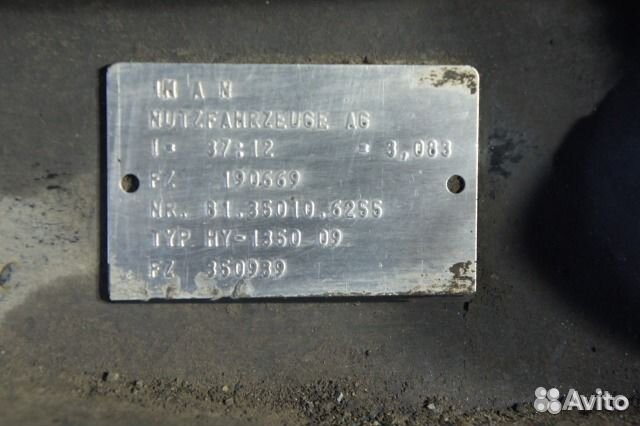 MAN
NUTZFAHRZEUGE AG
I= 37:12 = 3,083
FZ 190669
NR. 81.35010.6255
TYP HY-1350 09
FZ 350939
Avito